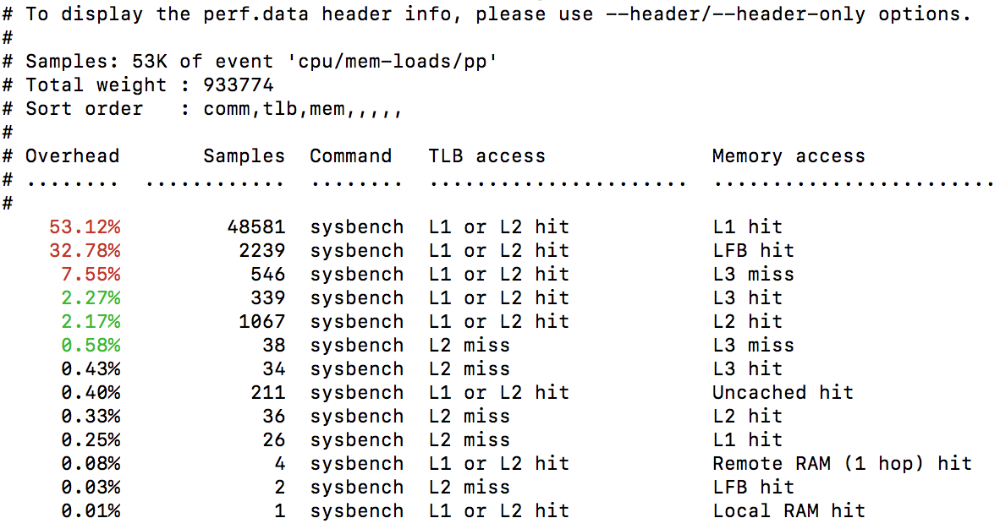 # To display the perf.data header info, please use --header/--header-only options.
#
# Samples: 53K of event 'cpu/mem-loads/pp'
# Total weight : 933774
# Sort order   : comm,tlb,mem,,,,,
#
# Overhead       Samples  Command   TLB access              Memory access
# ........  ............  ........  ......................  ........................
#
    53.12%         48581  sysbench  L1 or L2 hit            L1 hit
    32.78%          2239  sysbench  L1 or L2 hit            LFB hit
     7.55%           546  sysbench  L1 or L2 hit            L3 miss
     2.27%           339  sysbench  L1 or L2 hit            L3 hit
     2.17%          1067  sysbench  L1 or L2 hit            L2 hit
     0.58%            38  sysbench  L2 miss                 L3 miss
     0.43%            34  sysbench  L2 miss                 L3 hit
     0.40%           211  sysbench  L1 or L2 hit            Uncached hit
     0.33%            36  sysbench  L2 miss                 L2 hit
     0.25%            26  sysbench  L2 miss                 L1 hit
     0.08%             4  sysbench  L1 or L2 hit            Remote RAM (1 hop) hit
     0.03%             2  sysbench  L2 miss                 LFB hit
     0.01%             1  sysbench  L1 or L2 hit            Local RAM hit